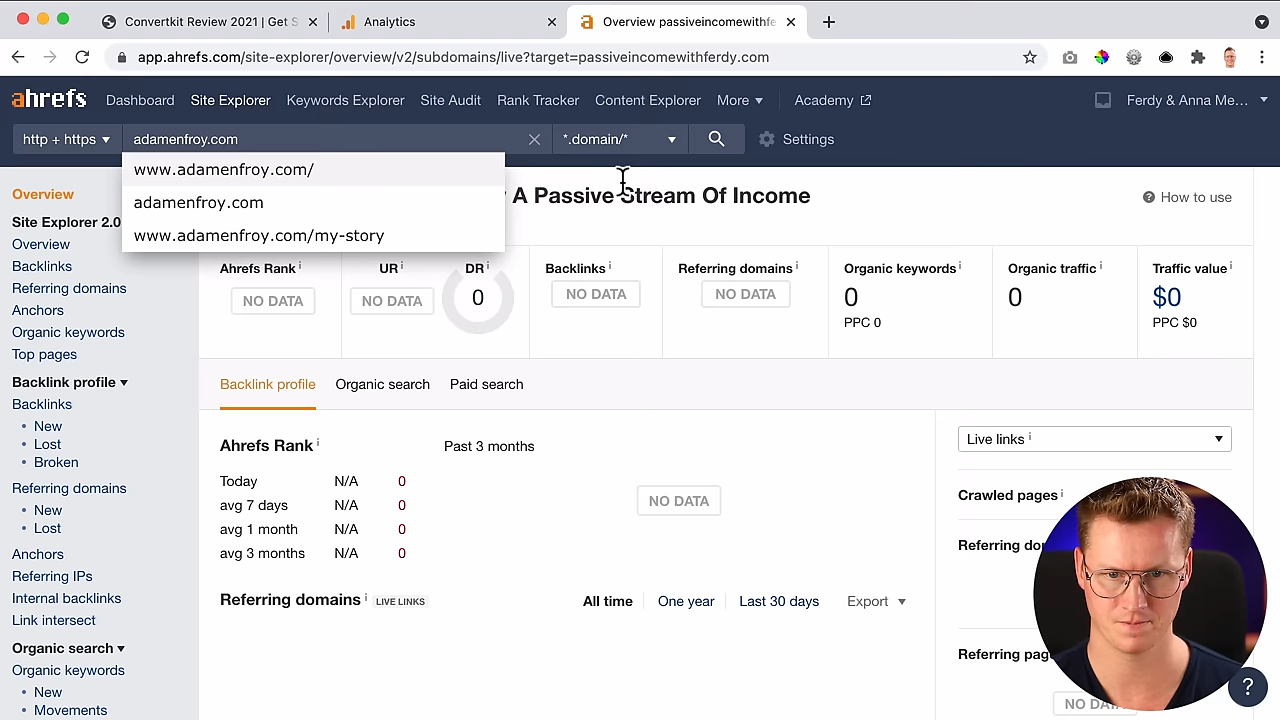 Convertkit Review 2021 | Get S
Analytics
Overview passiveincomewithfe
app.ahrefs.com/site-explorer/overview/v2/subdomains/live?target=passiveincomewithferdy.com
ahrefs
Dashboard
Site Explorer
Keywords Explorer
Site Audit
Rank Tracker
Content Explorer
More
Academy
Ferdy & Anna Me...
http + https
adamenfroy.com
*.domain/*
Settings
www.adamenfroy.com/
adamenfroy.com
www.adamenfroy.com/my-story
Overview
Site Explorer 2.0
Overview
Backlinks
Referring domains
Anchors
Organic keywords
Top pages
Backlink profile
Backlinks
• New
• Lost
• Broken
Referring domains
• New
• Lost
Anchors
Referring IPs
Internal backlinks
Link intersect
Organic search
Organic keywords
• New
• Movements
A Passive Stream Of Income
How to use
Ahrefs Rank i
NO DATA
UR i
NO DATA
DR i
0
Backlinks i
NO DATA
Referring domains i
NO DATA
Organic keywords i
0
PPC 0
Organic traffic i
0
Traffic value i
$0
PPC $0
Backlink profile
Organic search
Paid search
Ahrefs Rank i
Past 3 months
Today N/A 0
avg 7 days N/A 0
avg 1 month N/A 0
avg 3 months N/A 0
NO DATA
Referring domains i LIVE LINKS
All time
One year
Last 30 days
Export
Live links i
Crawled pages i
Referring do
Referring pag
NO DATA
?